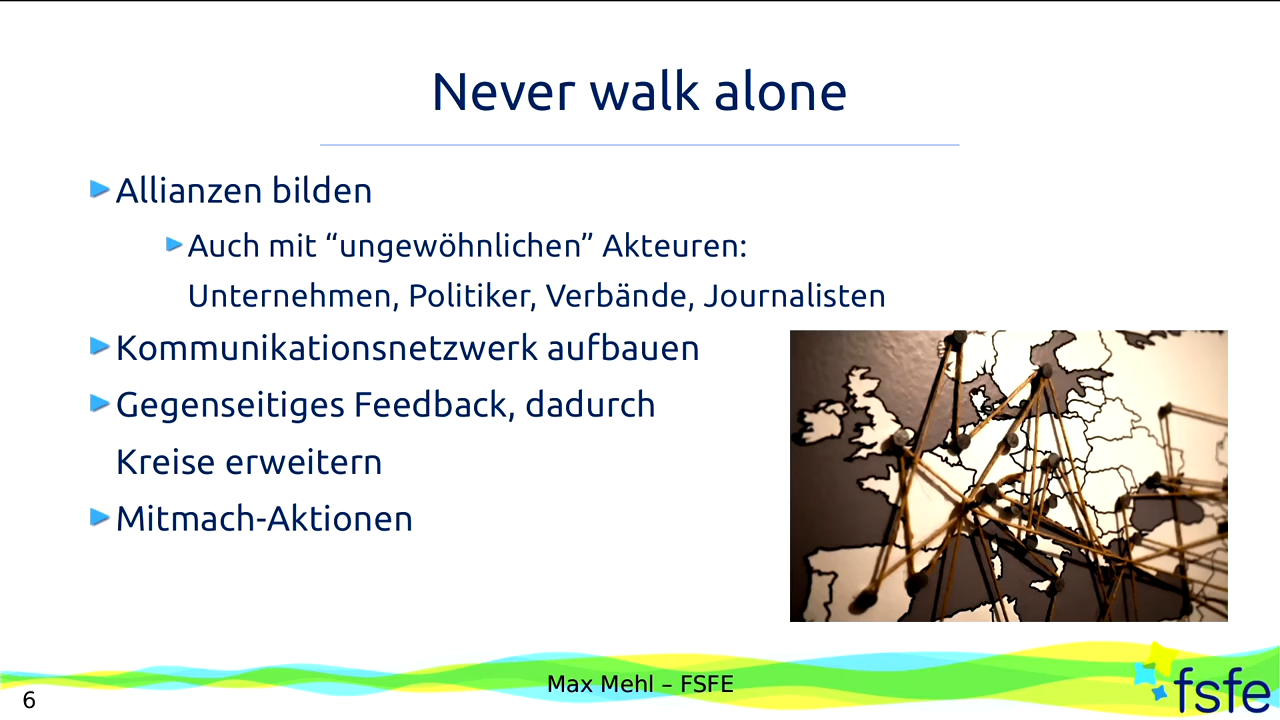 Never walk alone
Allianzen bilden
Auch mit “ungewöhnlichen” Akteuren:
Unternehmen, Politiker, Verbände, Journalisten
Kommunikationsnetzwerk aufbauen
Gegenseitiges Feedback, dadurch
Kreise erweitern
Mitmach-Aktionen
Max Mehl – FSFE
6
fsfe